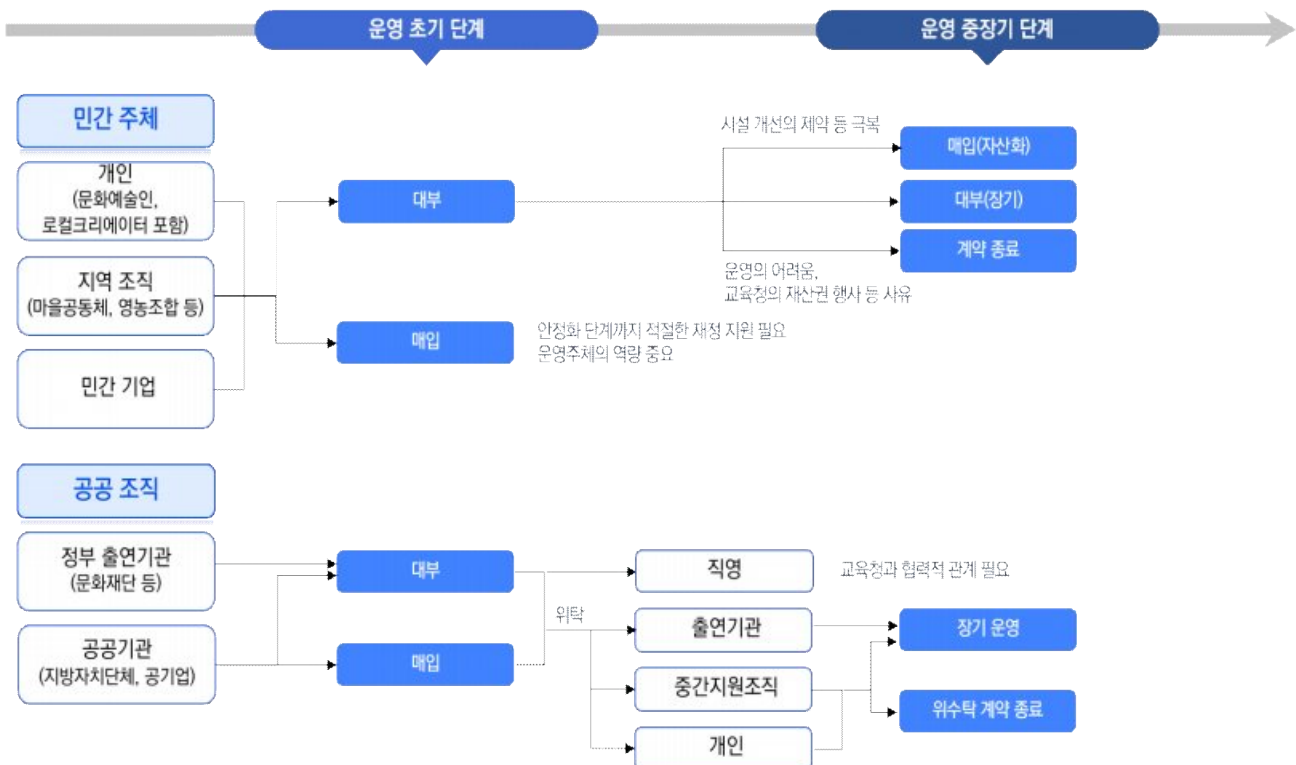 운영 초기 단계
운영 중장기 단계
민간 주체
개인
(문화예술인,
로컬크리에이터 포함)
지역 조직
(마을공동체, 영농조합 등)
민간 기업
대부
매입
안정화 단계까지 적절한 재정 지원 필요
운영주체의 역량 중요
시설 개선의 제약 등 극복
매입(자산화)
대부(장기)
계약 종료
운영의 어려움,
교육청의 재산권 행사 등 사유
공공 조직
정부 출연기관
(문화재단 등)
공공기관
(지방자치단체, 공기업)
대부
매입
위탁
직영
교육청과 협력적 관계 필요
출연기관
중간지원조직
개인
장기 운영
위수탁 계약 종료